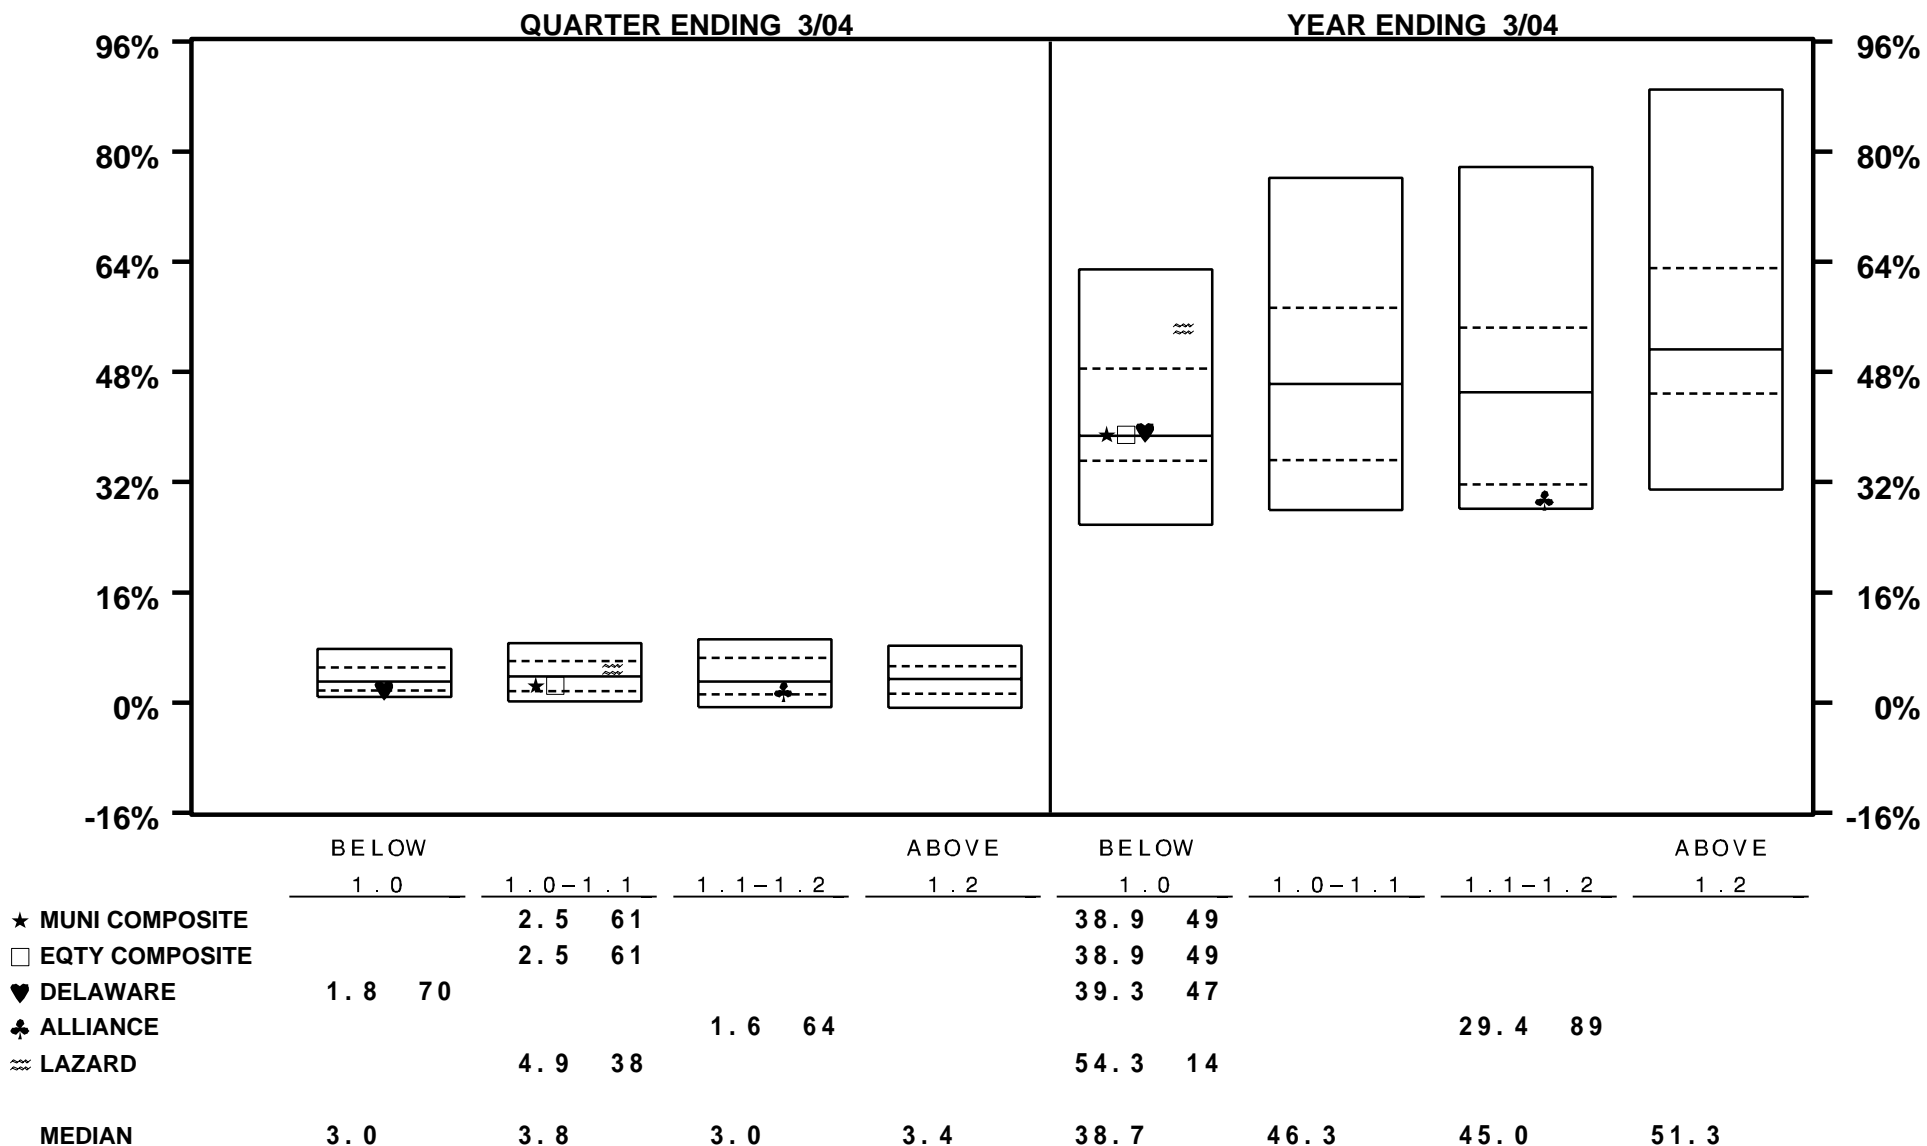 QUARTER ENDING 3/04 YEAR ENDING 3/04
96% 96%
80% 80%
64% 64%
48% 48%
32% 32%
16% 16%
0% 0%
-16% -16%
BELOW ABOVE BELOW ABOVE
1.0 1.0-1.1 1.1-1.2 1.2 1.0 1.0-1.1 1.1-1.2 1.2
★ MUNI COMPOSITE 2.5 61 38.9 49
□ EQTY COMPOSITE 2.5 61 38.9 49
♥ DELAWARE 1.8 70 39.3 47
♣ ALLIANCE 1.6 64 29.4 89
LAZARD 4.9 38 54.3 14
MEDIAN 3.0 3.8 3.0 3.4 38.7 46.3 45.0 51.3